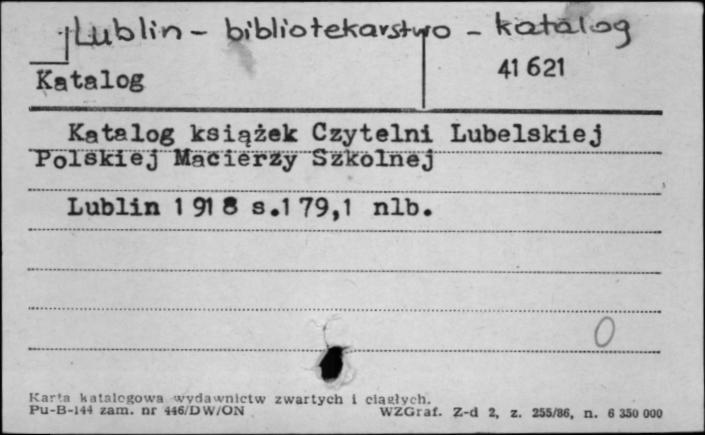 Lublin - bibliotekarstwo - katalog
Katalog
41 621
Katalog książek Czytelni Lubelskiej
Polskiej Macierzy Szkolnej
Lublin 1918 s.179,1 nlb.
0
Karta katalogowa wydawnictw zwartych i ciągłych.
Pu-B-144 zam. nr 446/DW/ON WZGraf. Z-d 2, z. 255/86, n. 6 350 000